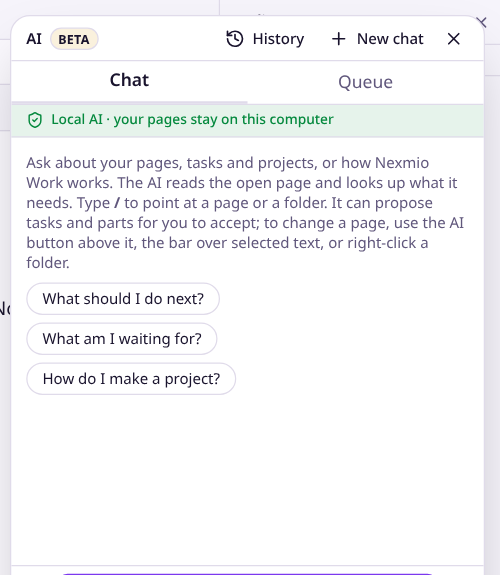 AI BETA History New chat
Chat Queue
Local AI · your pages stay on this computer
Ask about your pages, tasks and projects, or how Nexmio
Work works. The AI reads the open page and looks up what it
needs. Type / to point at a page or a folder. It can propose
tasks and parts for you to accept; to change a page, use the AI
button above it, the bar over selected text, or right-click a
folder.
What should I do next?
What am I waiting for?
How do I make a project?